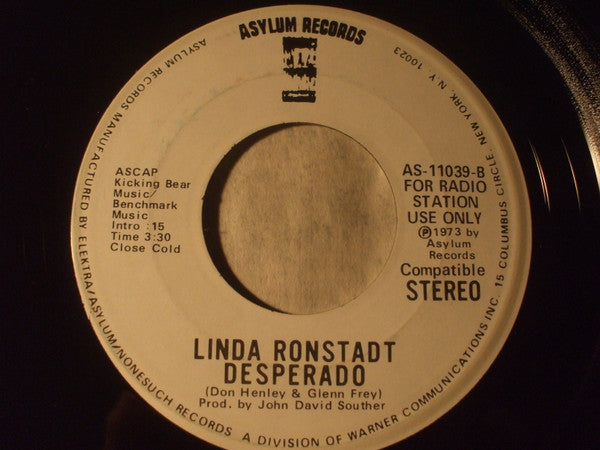 ASYLUM RECORDS
ASCAP
Kicking Bear
Music/
Benchmark
Music
Intro :15
Time 3:30
Close Cold
AS-11039-B
FOR RADIO
STATION
USE ONLY
℗1973 by
Asylum
Records
Compatible
STEREO
LINDA RONSTADT
DESPERADO
(Don Henley & Glenn Frey)
Prod. by John David Souther
ASYLUM RECORDS MANUFACTURED BY ELEKTRA/ASYLUM/NONESUCH RECORDS A DIVISION OF WARNER COMMUNICATIONS INC. 15 COLUMBUS CIRCLE, NEW YORK, N.Y. 10023